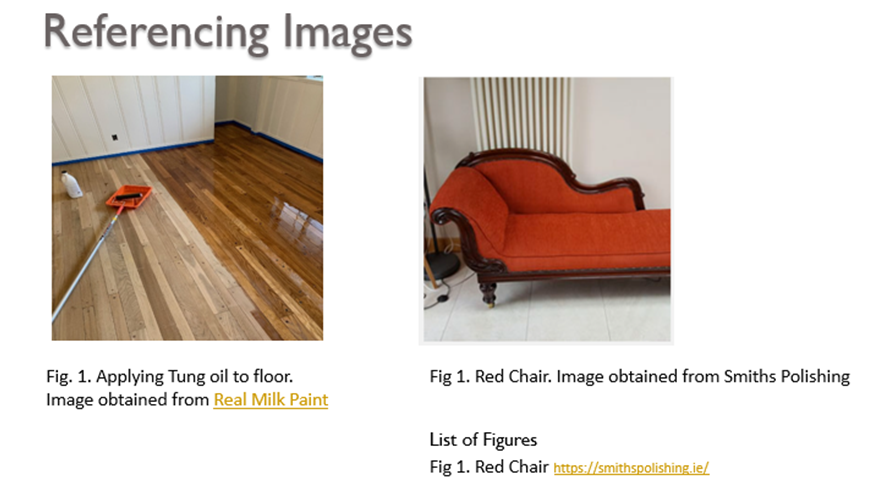 Referencing Images
Fig. 1. Applying Tung oil to floor.
Image obtained from Real Milk Paint
Fig 1. Red Chair. Image obtained from Smiths Polishing
List of Figures
Fig 1. Red Chair https://smithspolishing.ie/